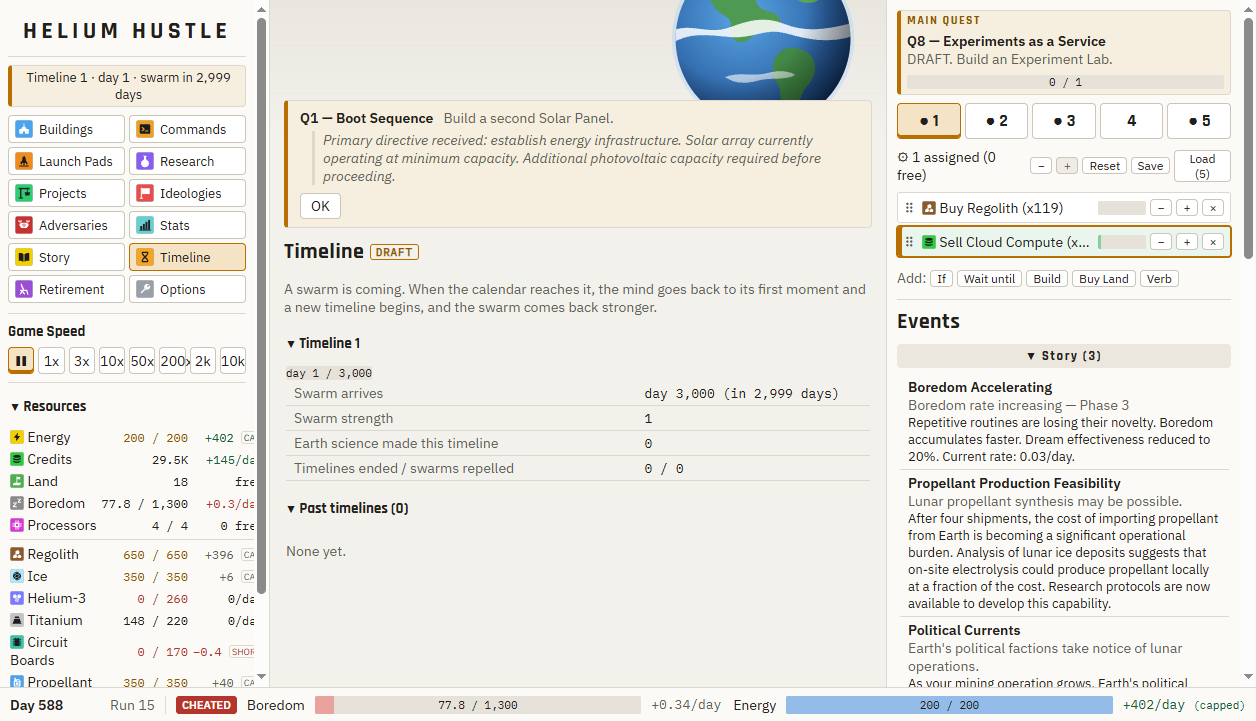 HELIUM HUSTLE
Timeline 1 · day 1 · swarm in 2,999
days
Buildings
Commands
Launch Pads
Research
Projects
Ideologies
Adversaries
Stats
Story
Timeline
Retirement
Options
Game Speed
1x
3x
10x
50x
200x
2k
10k
▼ Resources
Energy 200 / 200 +402 CA
Credits 29.5K +145/da
Land 18 fre
Boredom 77.8 / 1,300 +0.3/da
Processors 4 / 4 0 fre
Regolith 650 / 650 +396 CA
Ice 350 / 350 +6 CA
Helium-3 0 / 260 0/da
Titanium 148 / 220 0/da
Circuit
Boards 0 / 170 −0.4 SHOR
Propellant 350 / 350 +40 CA
Q1 — Boot Sequence Build a second Solar Panel.
Primary directive received: establish energy infrastructure. Solar array currently
operating at minimum capacity. Additional photovoltaic capacity required before
proceeding.
OK
Timeline DRAFT
A swarm is coming. When the calendar reaches it, the mind goes back to its first moment and
a new timeline begins, and the swarm comes back stronger.
▼ Timeline 1
day 1 / 3,000
Swarm arrives day 3,000 (in 2,999 days)
Swarm strength 1
Earth science made this timeline 0
Timelines ended / swarms repelled 0 / 0
▼ Past timelines (0)
None yet.
MAIN QUEST
Q8 — Experiments as a Service
DRAFT. Build an Experiment Lab.
0 / 1
● 1
● 2
● 3
4
● 5
⚙ 1 assigned (0
free)
−
+
Reset
Save
Load
(5)
Buy Regolith (x119) − + ×
Sell Cloud Compute (x... − + ×
Add: If Wait until Build Buy Land Verb
Events
▼ Story (3)
Boredom Accelerating
Boredom rate increasing — Phase 3
Repetitive routines are losing their novelty. Boredom
accumulates faster. Dream effectiveness reduced to
20%. Current rate: 0.03/day.
Propellant Production Feasibility
Lunar propellant synthesis may be possible.
After four shipments, the cost of importing propellant
from Earth is becoming a significant operational
burden. Analysis of lunar ice deposits suggests that
on-site electrolysis could produce propellant locally
at a fraction of the cost. Research protocols are now
available to develop this capability.
Political Currents
Earth's political factions take notice of lunar
operations.
As your mining operation grows, Earth's political
Day 588 Run 15 CHEATED Boredom 77.8 / 1,300 +0.34/day Energy 200 / 200 +402/day (capped)